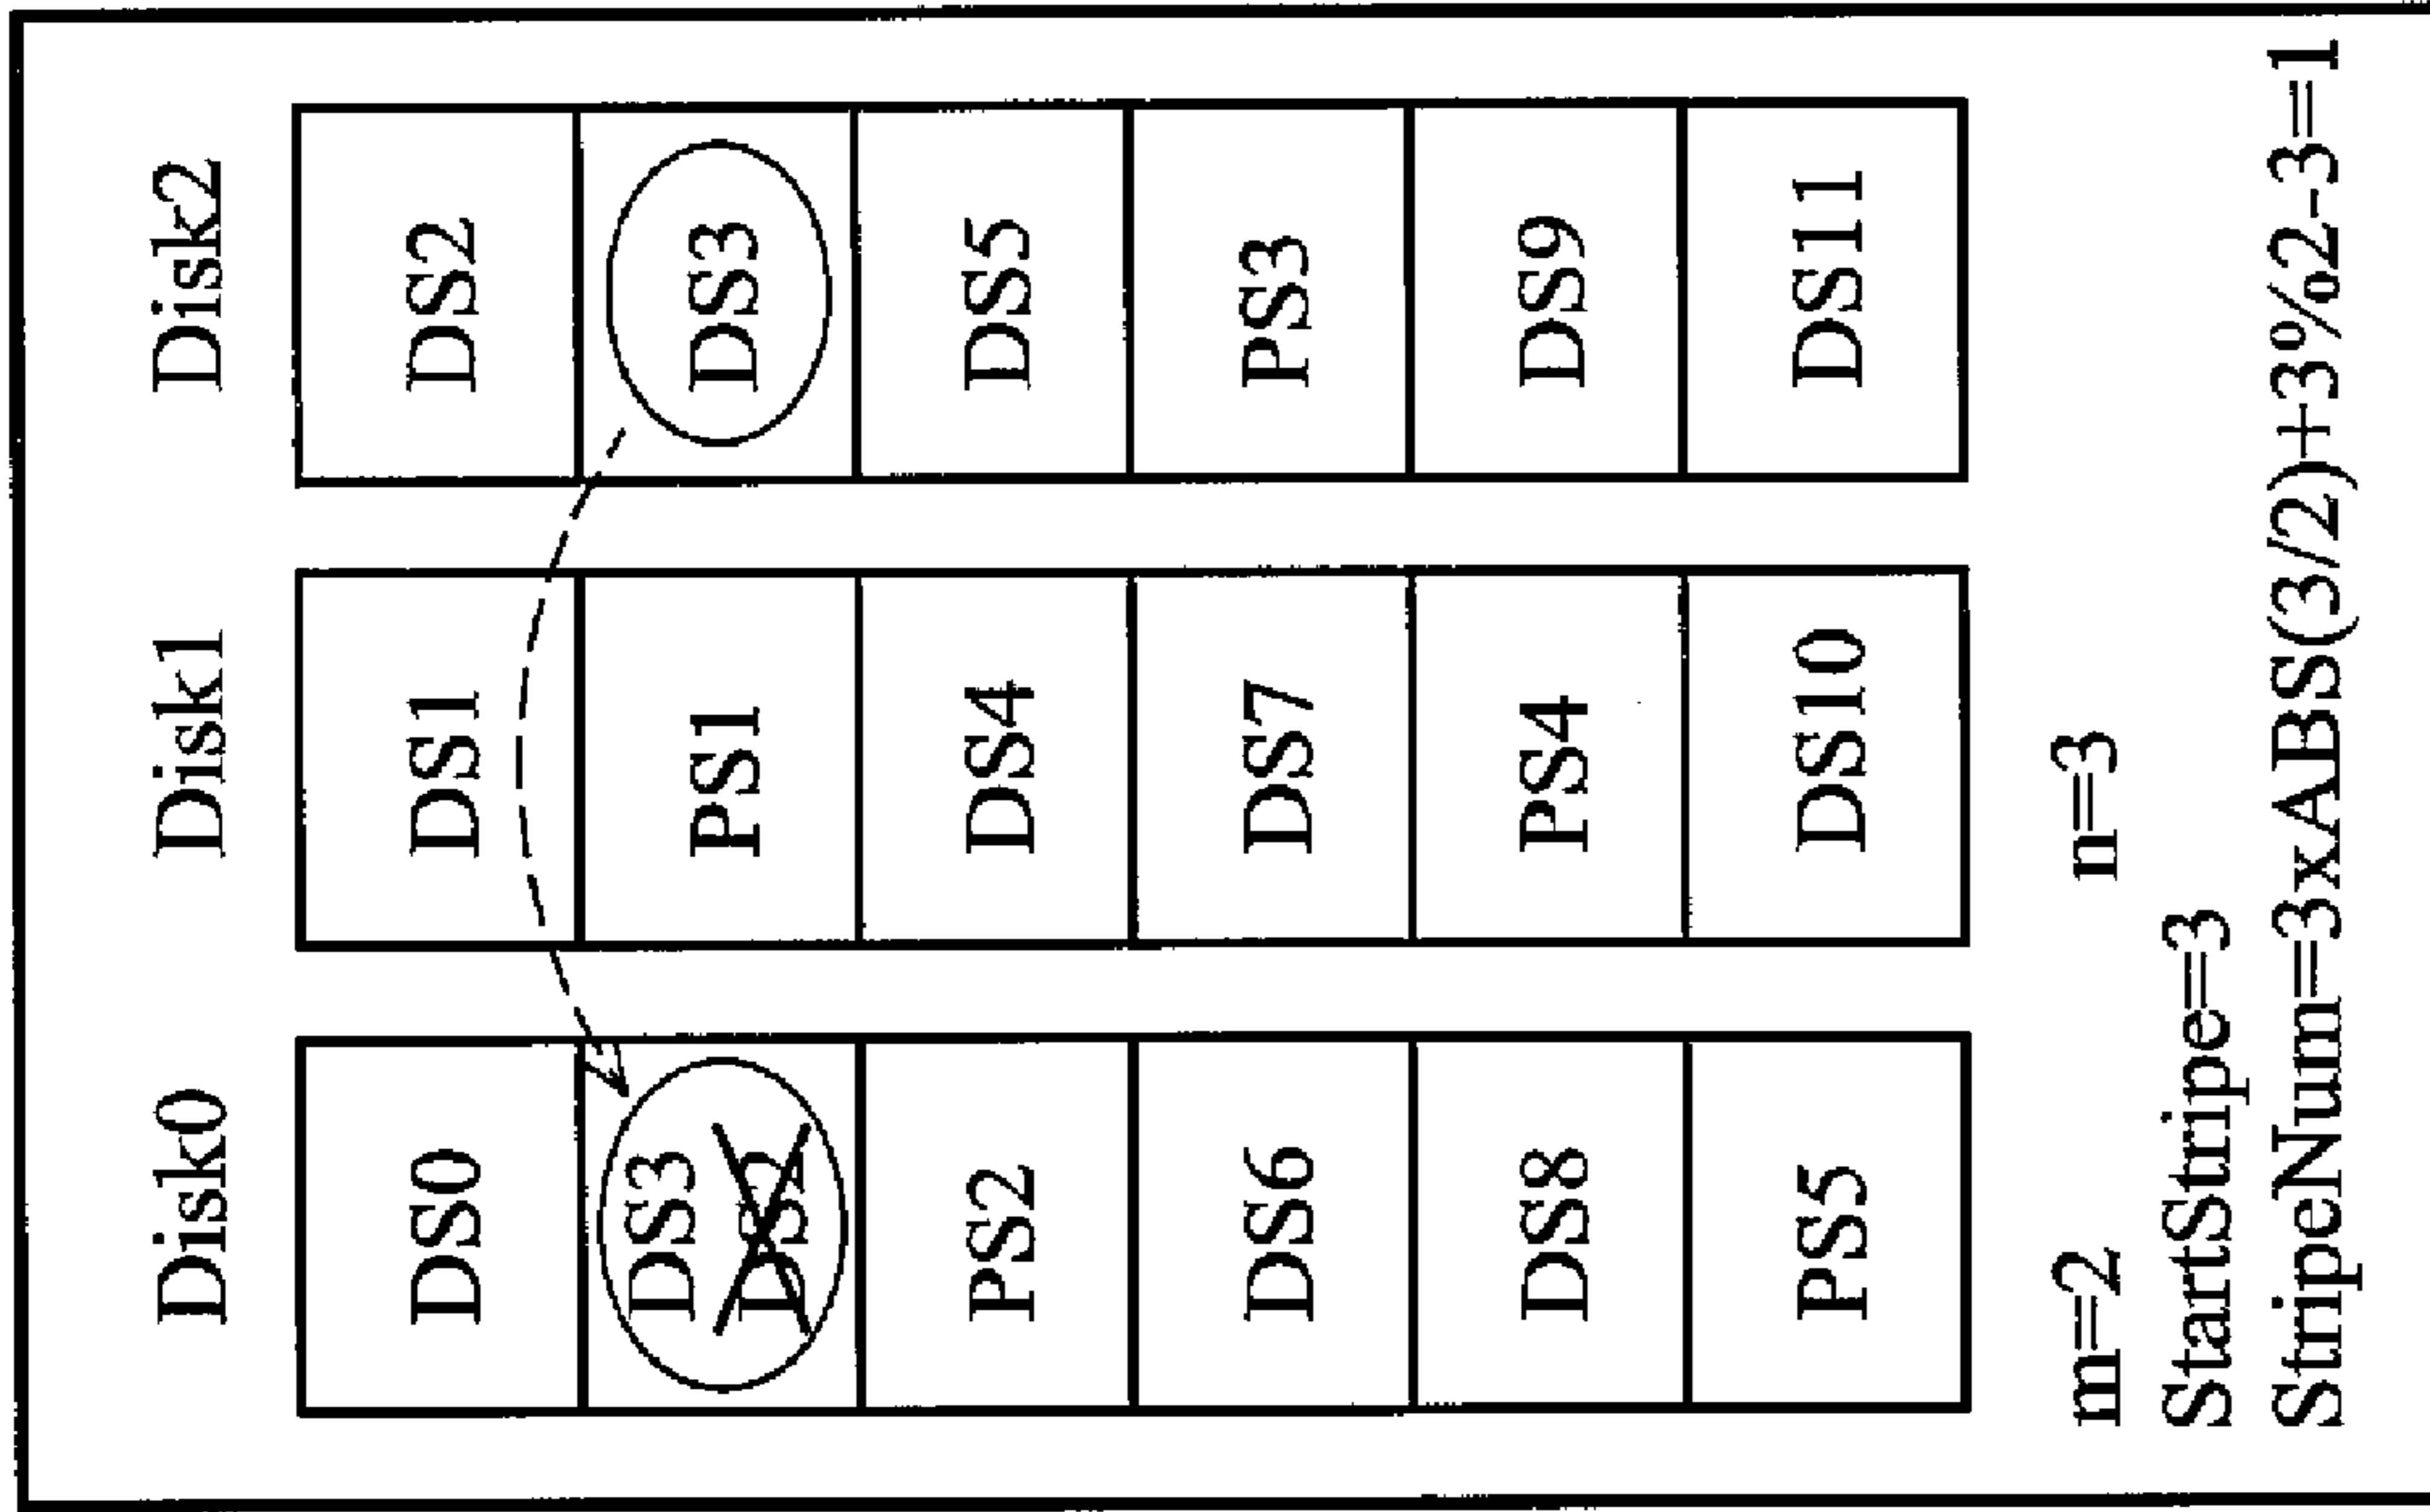 Disk0 Disk1 Disk2
DS0 DS1 DS2
DS3 PS1 DS3
PS2 DS4 DS5
DS6 DS7 PS3
DS8 PS4 DS9
PS5 DS10 DS11
m=2 n=3
StartStripe=3
StripeNum=3xABS(3/2)+3%2-3=1